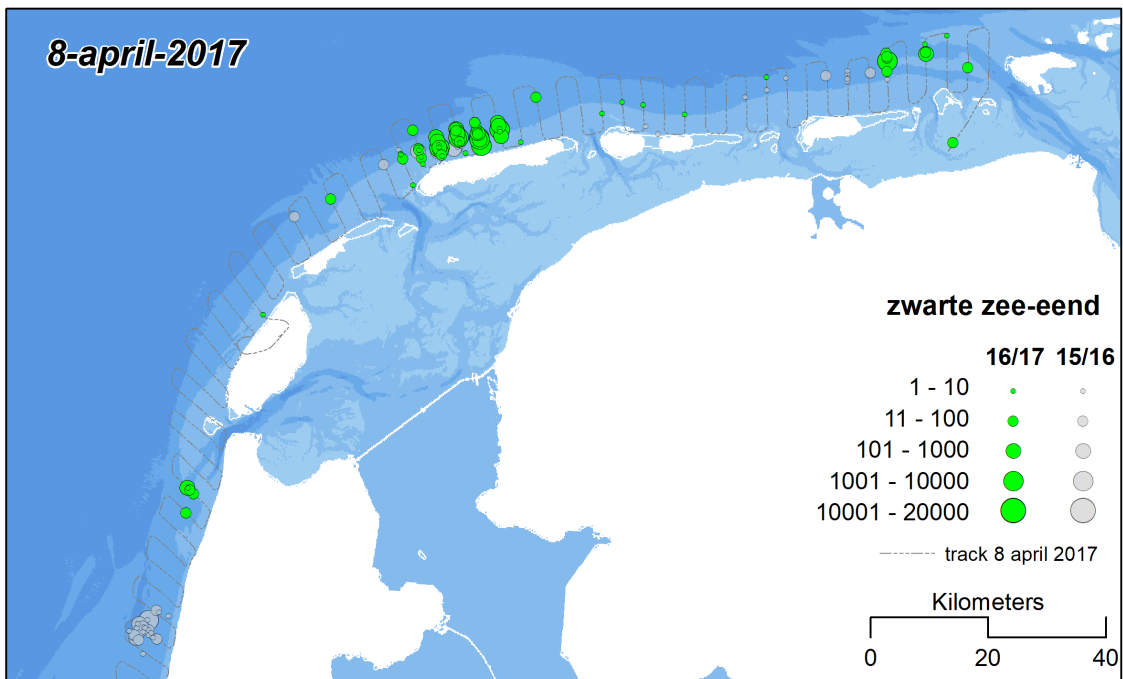 8-april-2017
zwarte zee-eend
16/17 15/16
1 - 10
11 - 100
101 - 1000
1001 - 10000
10001 - 20000
track 8 april 2017
Kilometers
0 20 40